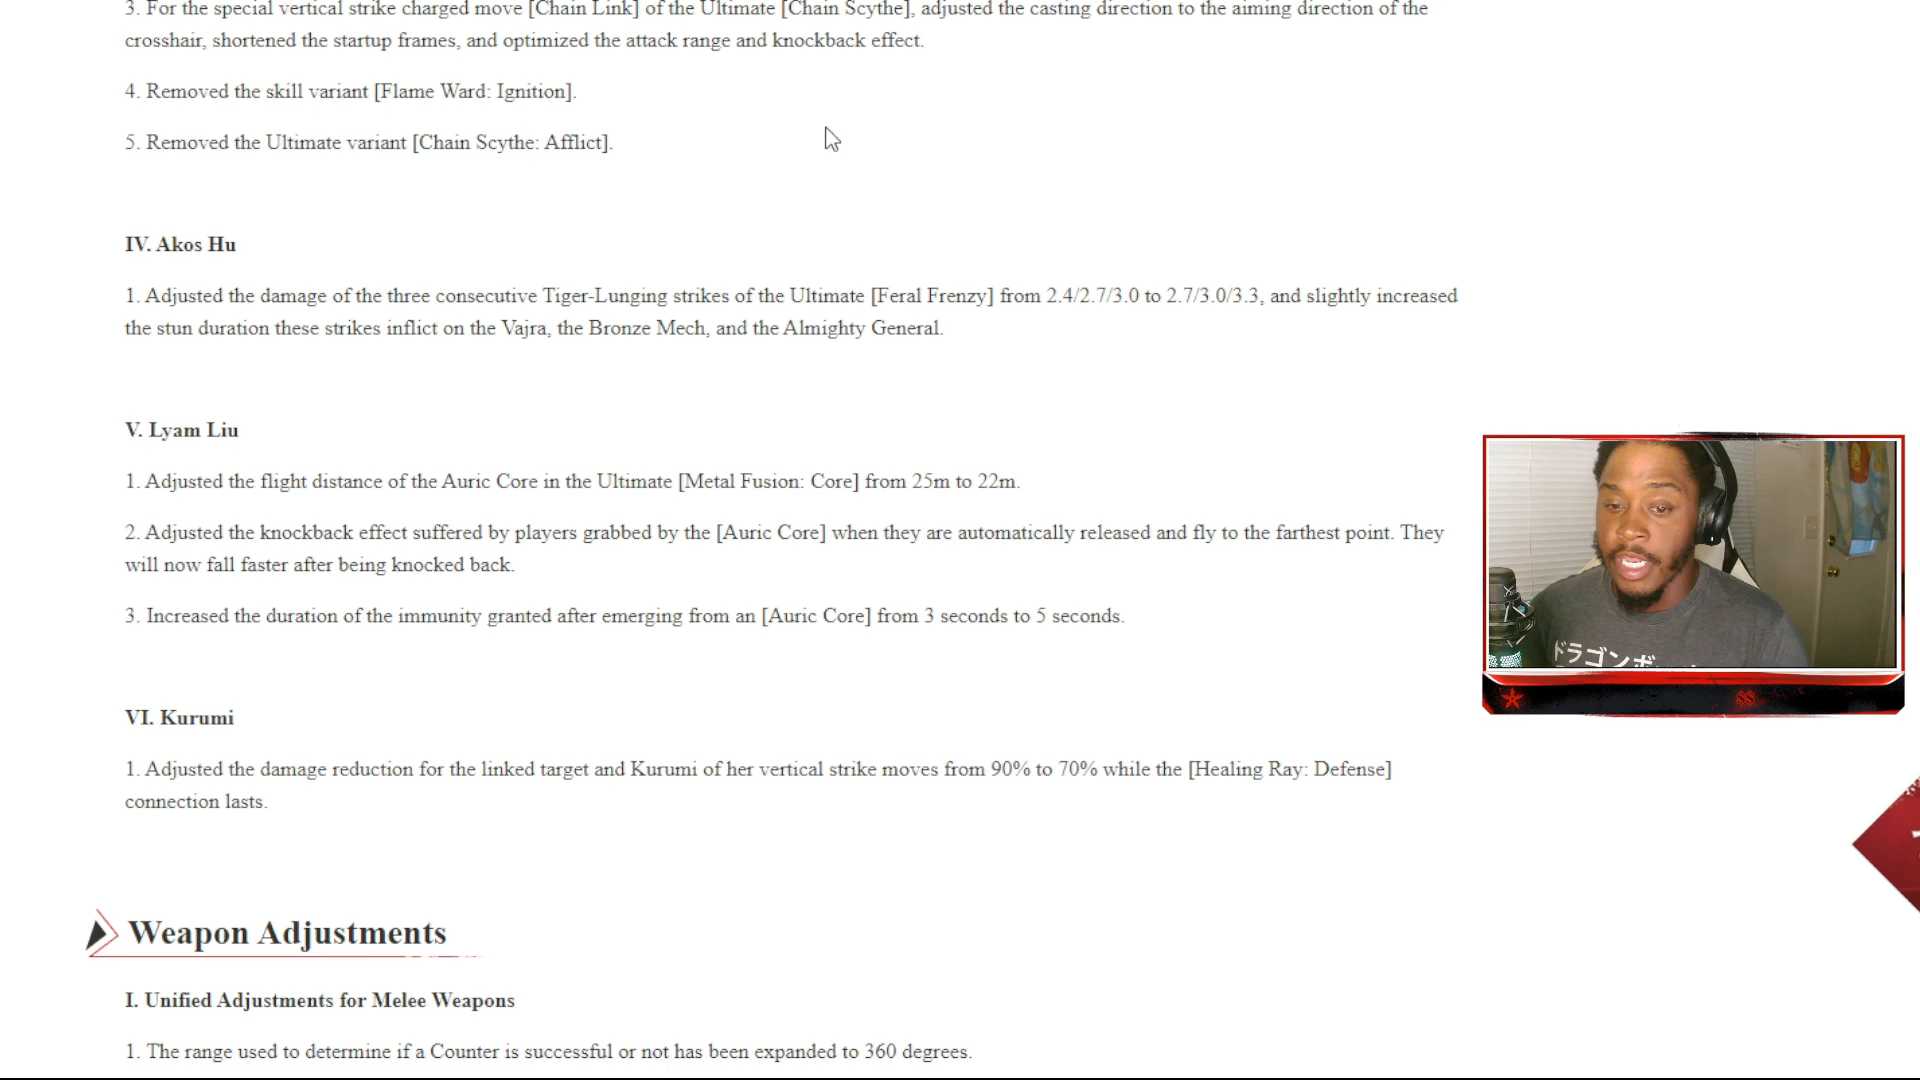 3. For the special vertical strike charged move [Chain Link] of the Ultimate [Chain Scythe], adjusted the casting direction to the aiming direction of the
crosshair, shortened the startup frames, and optimized the attack range and knockback effect.
4. Removed the skill variant [Flame Ward: Ignition].
5. Removed the Ultimate variant [Chain Scythe: Afflict].
IV. Akos Hu
1. Adjusted the damage of the three consecutive Tiger-Lunging strikes of the Ultimate [Feral Frenzy] from 2.4/2.7/3.0 to 2.7/3.0/3.3, and slightly increased
the stun duration these strikes inflict on the Vajra, the Bronze Mech, and the Almighty General.
V. Lyam Liu
1. Adjusted the flight distance of the Auric Core in the Ultimate [Metal Fusion: Core] from 25m to 22m.
2. Adjusted the knockback effect suffered by players grabbed by the [Auric Core] when they are automatically released and fly to the farthest point. They
will now fall faster after being knocked back.
3. Increased the duration of the immunity granted after emerging from an [Auric Core] from 3 seconds to 5 seconds.
VI. Kurumi
1. Adjusted the damage reduction for the linked target and Kurumi of her vertical strike moves from 90% to 70% while the [Healing Ray: Defense]
connection lasts.
Weapon Adjustments
I. Unified Adjustments for Melee Weapons
1. The range used to determine if a Counter is successful or not has been expanded to 360 degrees.
ドラゴンボ